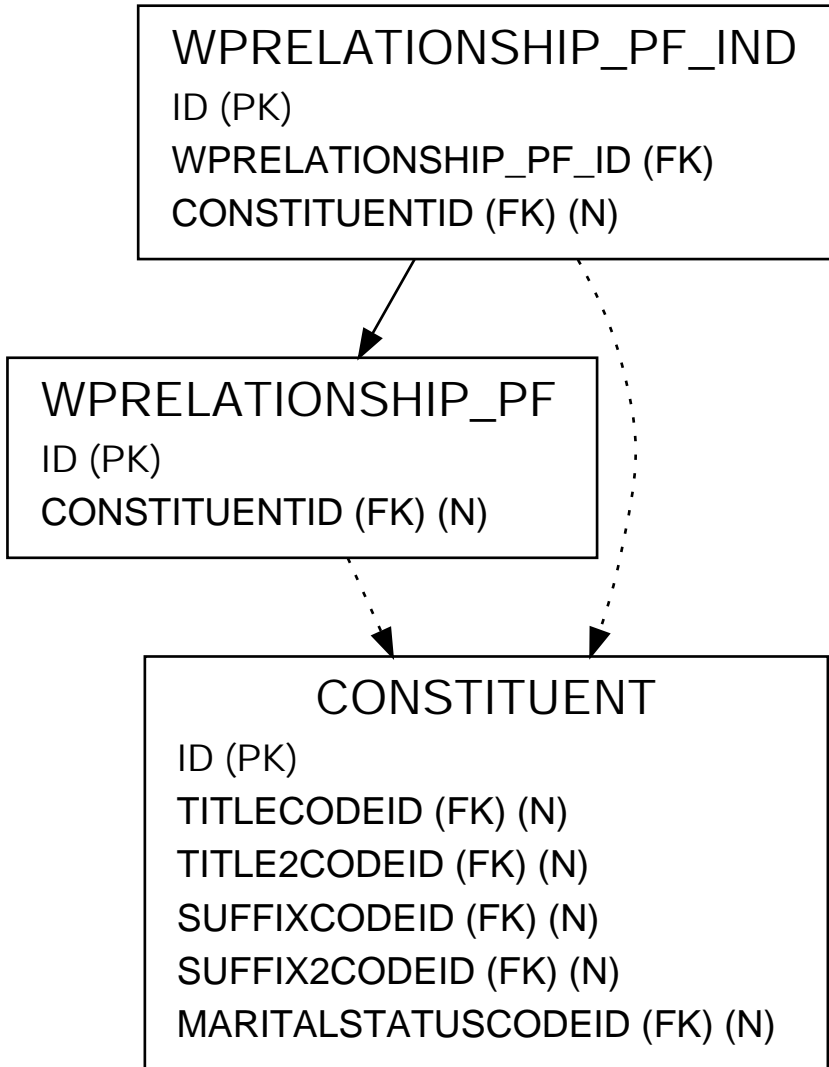 WPRELATIONSHIP_PF_IND
ID (PK)
WPRELATIONSHIP_PF_ID (FK)
CONSTITUENTID (FK) (N)
WPRELATIONSHIP_PF
ID (PK)
CONSTITUENTID (FK) (N)
CONSTITUENT
ID (PK)
TITLECODEID (FK) (N)
TITLE2CODEID (FK) (N)
SUFFIXCODEID (FK) (N)
SUFFIX2CODEID (FK) (N)
MARITALSTATUSCODEID (FK) (N)